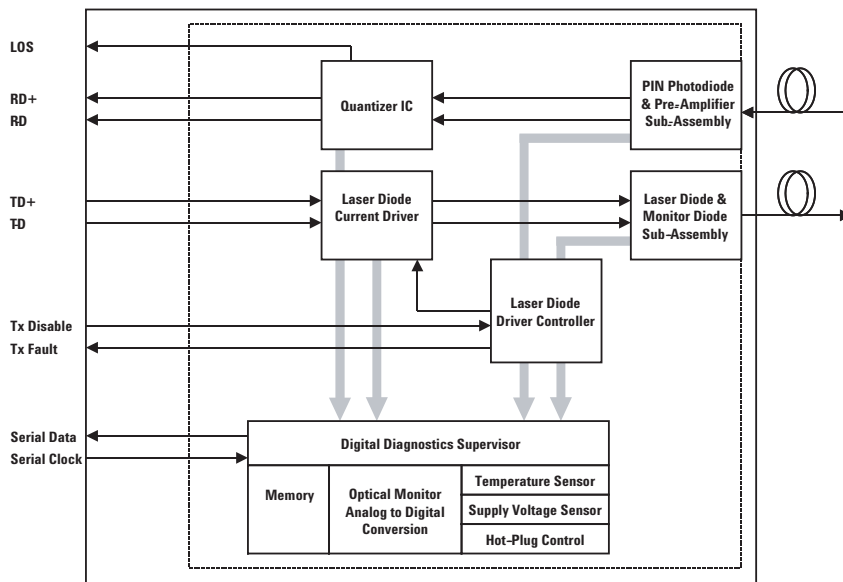 LOS
RD+
RD
Quantizer IC
PIN Photodiode
& Pre-Amplifier
Sub-Assembly
TD+
TD
Laser Diode
Current Driver
Laser Diode &
Monitor Diode
Sub-Assembly
Laser Diode
Driver Controller
Tx Disable
Tx Fault
Serial Data
Serial Clock
Digital Diagnostics Supervisor
Memory
Optical Monitor
Analog to Digital
Conversion
Temperature Sensor
Supply Voltage Sensor
Hot-Plug Control